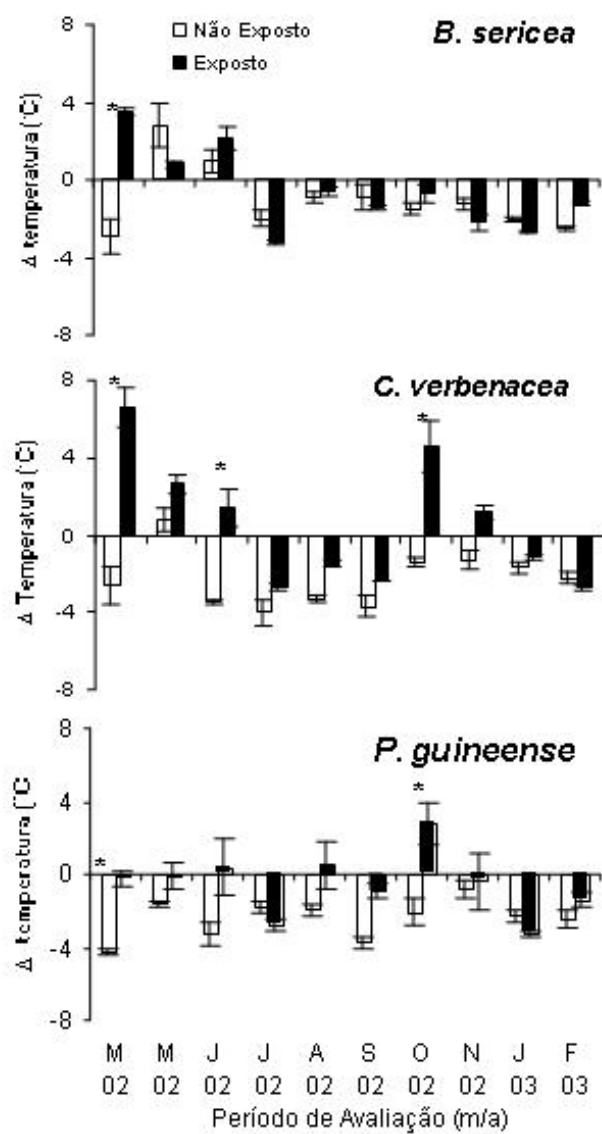 B. sericea
Não Exposto
Exposto
Δ temperatura (°C)
8
4
0
-4
-8
*
C. verbenacea
Δ Temperatura (°C)
8
4
0
-4
-8
*
*
*
P. guineense
Δ temperatura (°C
8
4
0
-4
-8
*
*
M M J J A S O N J F
02 02 02 02 02 02 02 02 03 03
Período de Avaliação (m/a)